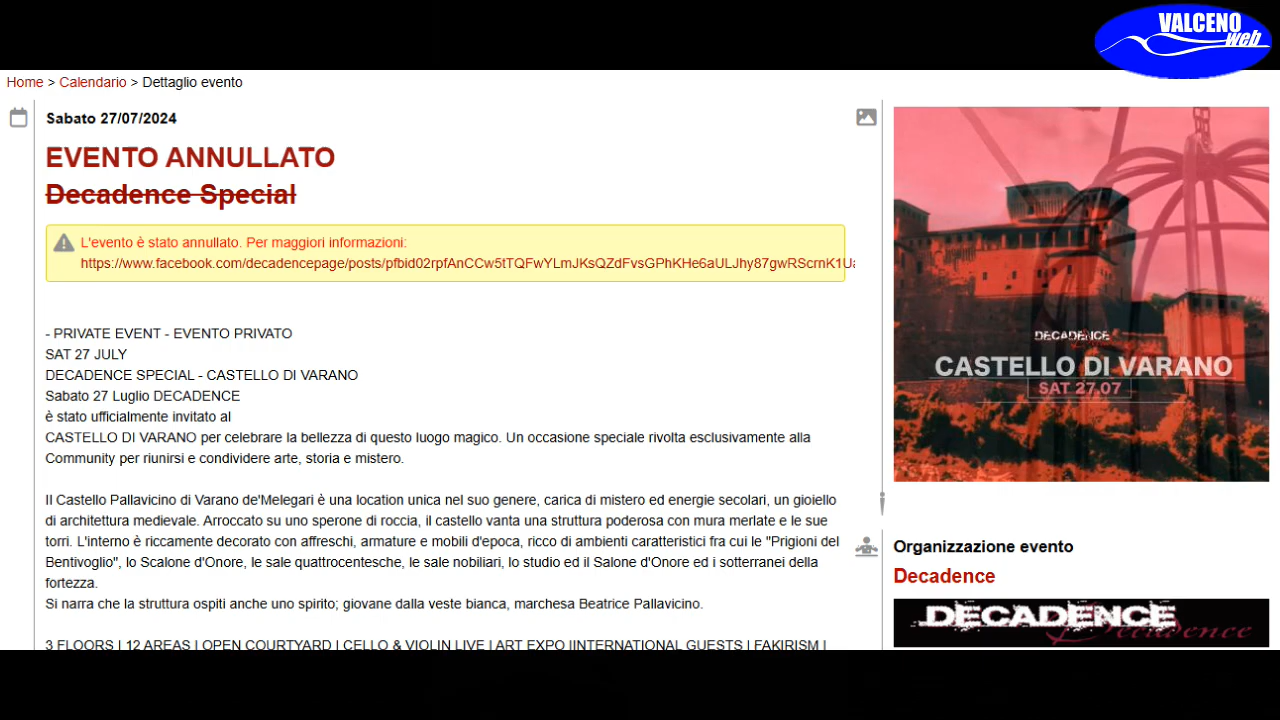 VALCENO
web
Home > Calendario > Dettaglio evento
Sabato 27/07/2024
EVENTO ANNULLATO
Decadence Special
L'evento è stato annullato. Per maggiori informazioni:
https://www.facebook.com/decadencepage/posts/pfbid02rpfAnCCw5tTQFwYLmJKsQZdFvsGPhKHe6aULJhy87gwRScrnK1Ua
- PRIVATE EVENT - EVENTO PRIVATO
SAT 27 JULY
DECADENCE SPECIAL - CASTELLO DI VARANO
Sabato 27 Luglio DECADENCE
è stato ufficialmente invitato al
CASTELLO DI VARANO per celebrare la bellezza di questo luogo magico. Un occasione speciale rivolta esclusivamente alla
Community per riunirsi e condividere arte, storia e mistero.
Il Castello Pallavicino di Varano de'Melegari è una location unica nel suo genere, carica di mistero ed energie secolari, un gioiello
di architettura medievale. Arroccato su uno sperone di roccia, il castello vanta una struttura poderosa con mura merlate e le sue
torri. L'interno è riccamente decorato con affreschi, armature e mobili d'epoca, ricco di ambienti caratteristici fra cui le "Prigioni del
Bentivoglio", lo Scalone d'Onore, le sale quattrocentesche, le sale nobiliari, lo studio ed il Salone d'Onore ed i sotterranei della
fortezza.
Si narra che la struttura ospiti anche uno spirito; giovane dalla veste bianca, marchesa Beatrice Pallavicino.
3 FLOORS | 12 AREAS | OPEN COURTYARD | CELLO & VIOLIN LIVE | ART EXPO |INTERNATIONAL GUESTS | FAKIRISM |
DECADENCE
CASTELLO DI VARANO
SAT 27.07
Organizzazione evento
Decadence
DECADENCE
Decadence